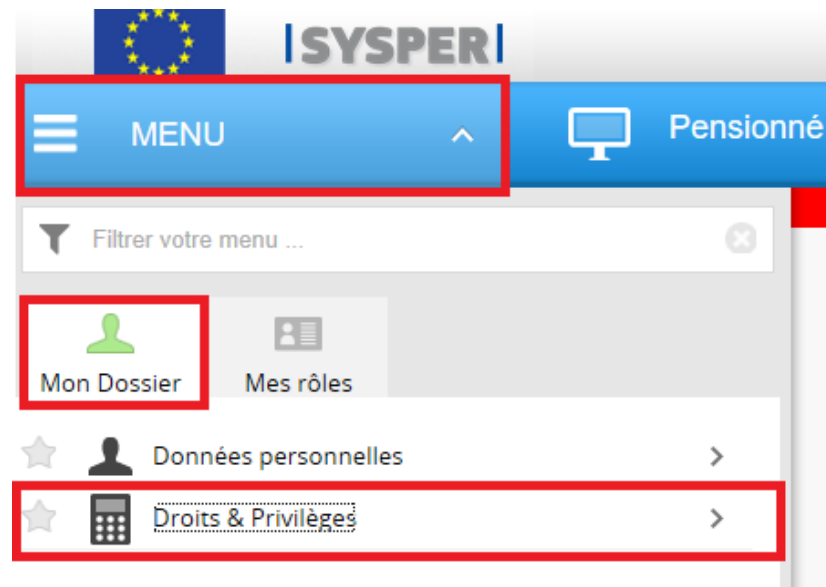 SYSPER
MENU
Pensionné
Filtrer votre menu ...
Mon Dossier
Mes rôles
Données personnelles
Droits & Privilèges